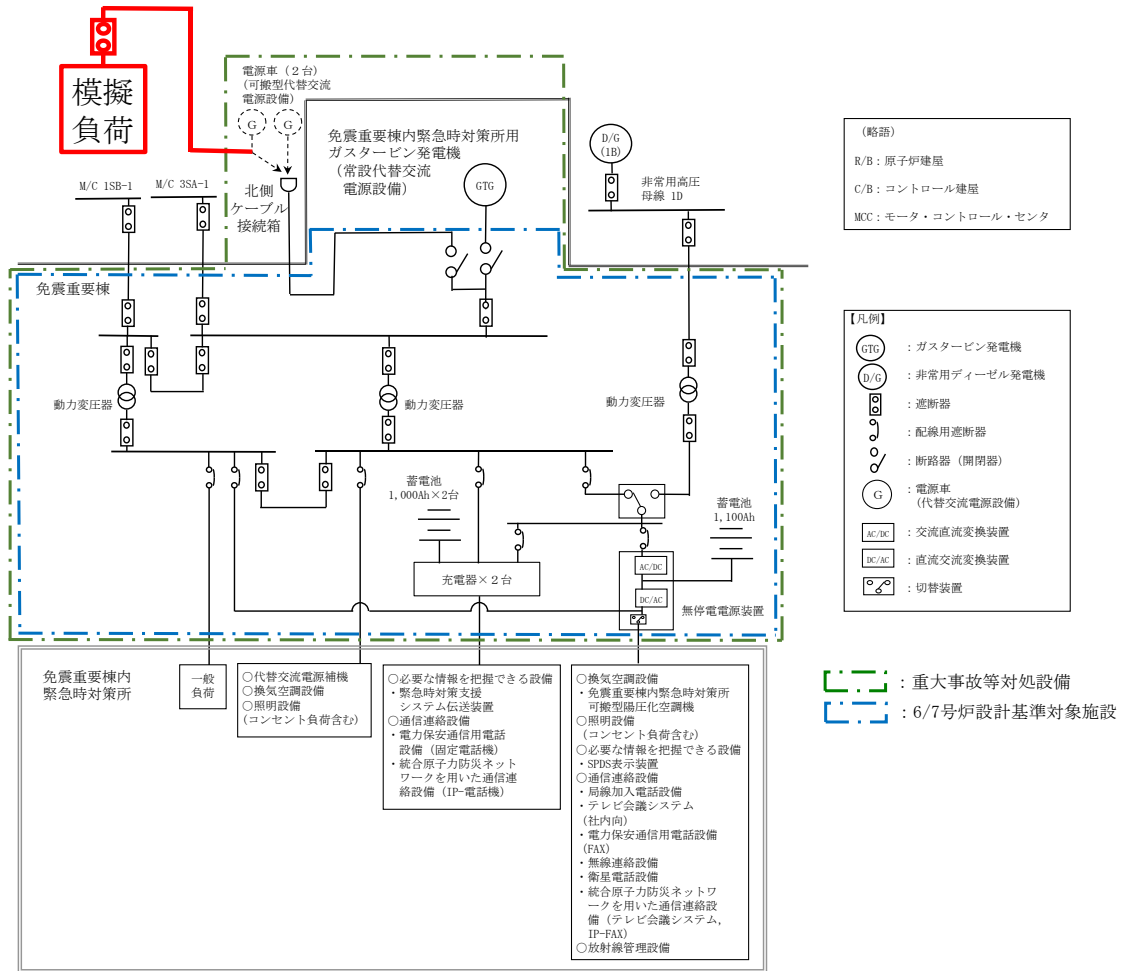 模擬
負荷
電源車（２台）
(可搬型代替交流
電源設備)
G
G
免震重要棟内緊急時対策所用
ガスタービン発電機
（常設代替交流
電源設備）
GTG
D/G
(1B)
非常用高圧
母線 1D
M/C 1SB-1
M/C 3SA-1
北側
ケーブル
接続箱
（略語）
R/B：原子炉建屋
C/B：コントロール建屋
MCC：モータ・コントロール・センタ
免震重要棟
動力変圧器
動力変圧器
動力変圧器
蓄電池
1,000Ah×2台
蓄電池
1,100Ah
充電器×２台
AC/DC
DC/AC
無停電電源装置
【凡例】
GTG
：ガスタービン発電機
D/G
：非常用ディーゼル発電機
：遮断器
：配線用遮断器
：断路器（開閉器）
G
：電源車
(代替交流電源設備)
AC/DC
：交流直流変換装置
DC/AC
：直流交流変換装置
：切替装置
免震重要棟内
緊急時対策所
一般
負荷
○代替交流電源補機
○換気空調設備
○照明設備
(コンセント負荷含む)
○必要な情報を把握できる設備
・緊急時対策支援
システム伝送装置
○通信連絡設備
・電力保安通信用電話
設備（固定電話機）
・統合原子力防災ネット
ワークを用いた通信連
絡設備（IP-電話機）
○換気空調設備
・免震重要棟内緊急時対策所
可搬型陽圧化空調機
○照明設備
(コンセント負荷含む)
○必要な情報を把握できる設備
・SPDS表示装置
○通信連絡設備
・局線加入電話設備
・テレビ会議システム
(社内向)
・電力保安通信用電話設備
(FAX)
・無線連絡設備
・衛星電話設備
・統合原子力防災ネットワ
ークを用いた通信連絡設
備（テレビ会議システム,
IP-FAX）
○放射線管理設備
：重大事故等対処設備
：6/7号炉設計基準対象施設